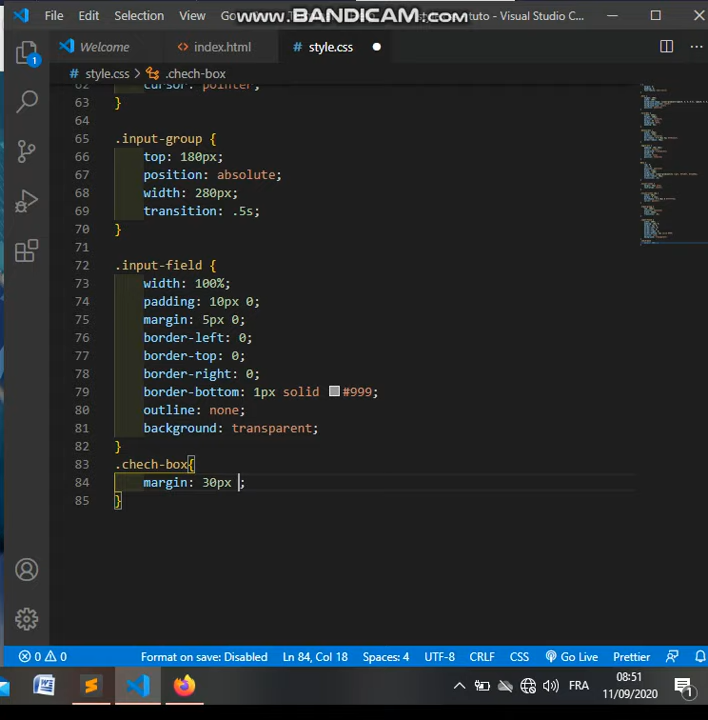 File Edit Selection View Go www.BANDICAM.com tuto - Visual Studio C...
Welcome index.html # style.css
# style.css > .chech-box
62 cursor: pointer;
63 }
64
65 .input-group {
66 top: 180px;
67 position: absolute;
68 width: 280px;
69 transition: .5s;
70 }
71
72 .input-field {
73 width: 100%;
74 padding: 10px 0;
75 margin: 5px 0;
76 border-left: 0;
77 border-top: 0;
78 border-right: 0;
79 border-bottom: 1px solid #999;
80 outline: none;
81 background: transparent;
82 }
83 .chech-box{
84 margin: 30px ;
85 }
1
0 0 Format on save: Disabled Ln 84, Col 18 Spaces: 4 UTF-8 CRLF CSS Go Live Prettier
FRA 08:51
11/09/2020 1